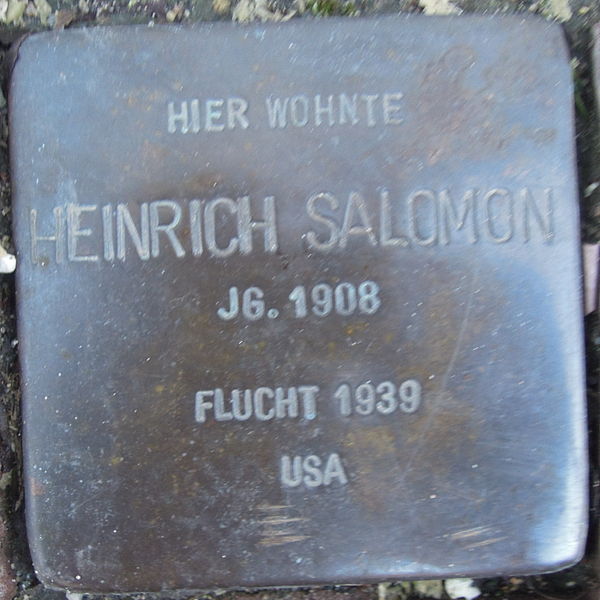 HIER WOHNTE
HEINRICH SALOMON
JG. 1908
FLUCHT 1939
USA